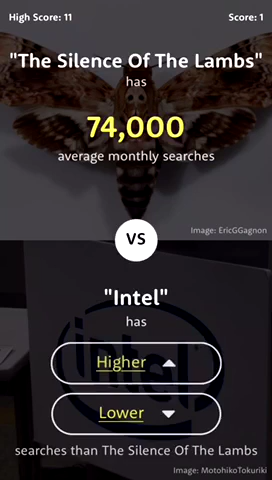 High Score: 11 Score: 1
"The Silence Of The Lambs"
has
74,000
average monthly searches
Image: EricGGagnon
VS
"Intel"
has
intel
Higher
Lower
searches than The Silence Of The Lambs
Image: MotohikoTokuriki